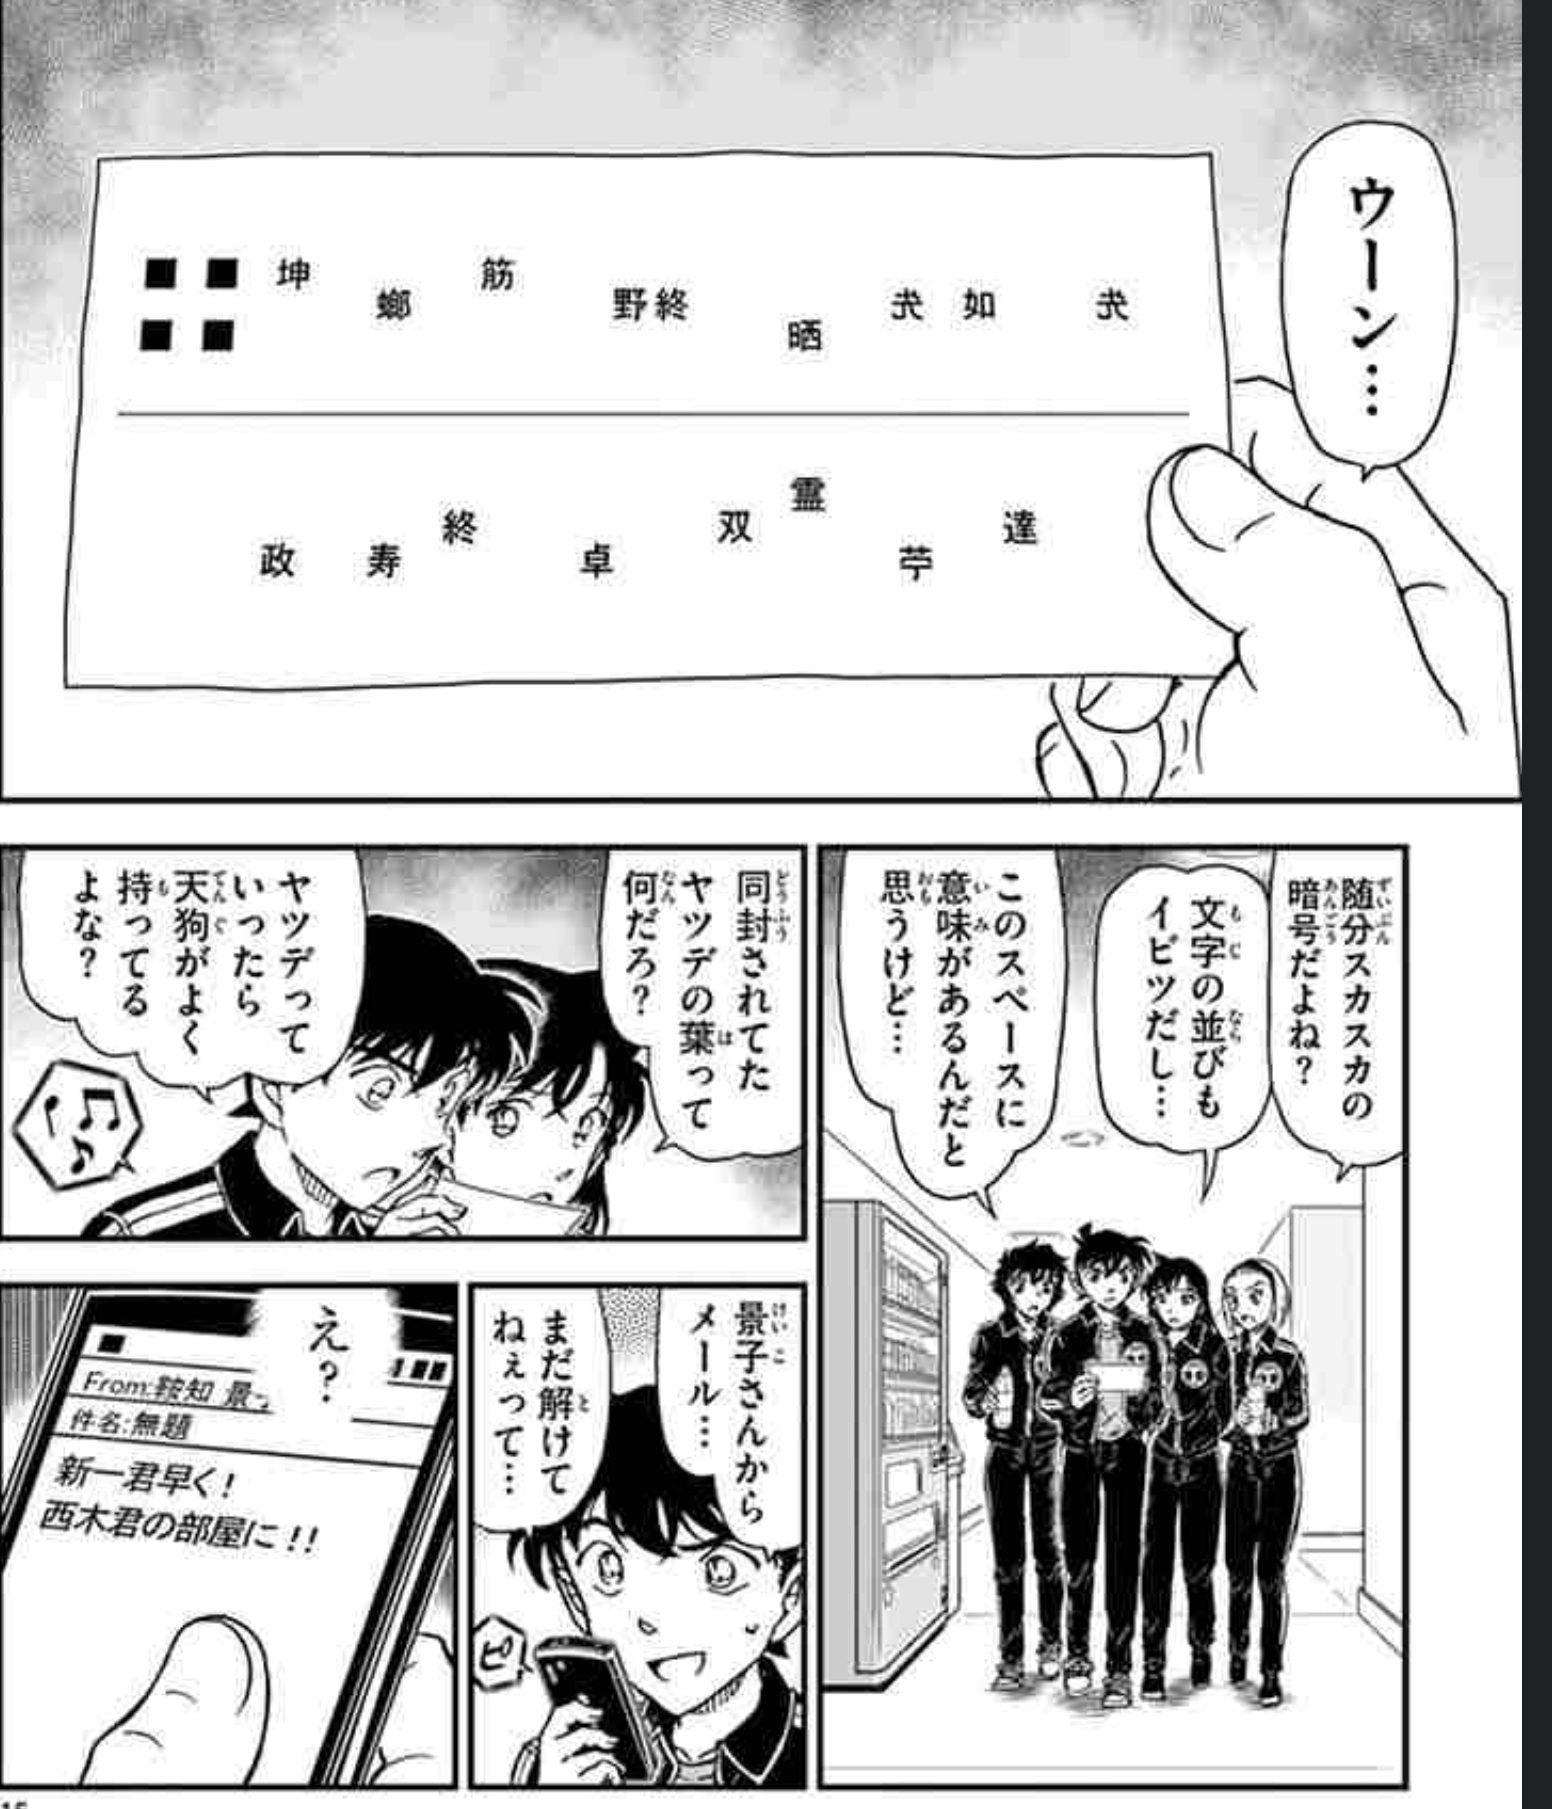 ウーン…
■ ■ 坤 螂 筋 野終 晒 灮 如 灮
■ ■
政 寿 終 卓 双 霊 苧 達
随分スカスカの
暗号だよね?
文字の並びも
イビツだし…
このスペースに
意味があるんだと
思うけど…
同封されてた
ヤツデの葉って
何だろ?
ヤツデって
いったら
天狗がよく
持ってる
よな?
景子さんから
メール…
まだ解けて
ねぇって…
ピ
え?
From:鞍知 景
件名:無題
新一君早く!
西木君の部屋に!!